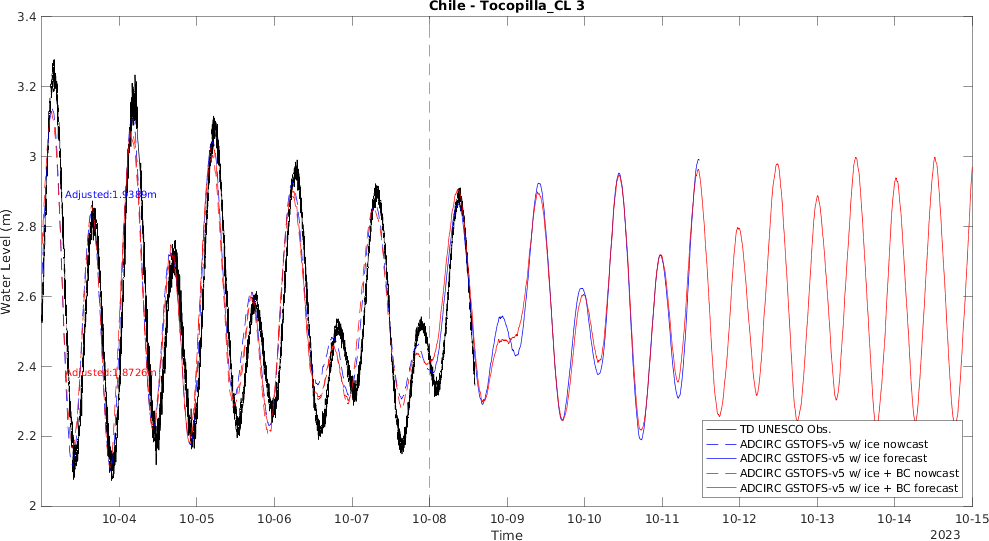 Chile - Tocopilla_CL 3
3.4
3.2
3
2.8
2.6
2.4
2.2
2
Water Level (m)
Adjusted:1.9389m
Adjusted:1.8726m
TD UNESCO Obs.
ADCIRC GSTOFS-v5 w/ ice nowcast
ADCIRC GSTOFS-v5 w/ ice forecast
ADCIRC GSTOFS-v5 w/ ice + BC nowcast
ADCIRC GSTOFS-v5 w/ ice + BC forecast
10-04 10-05 10-06 10-07 10-08 10-09 10-10 10-11 10-12 10-13 10-14 10-15
Time
2023